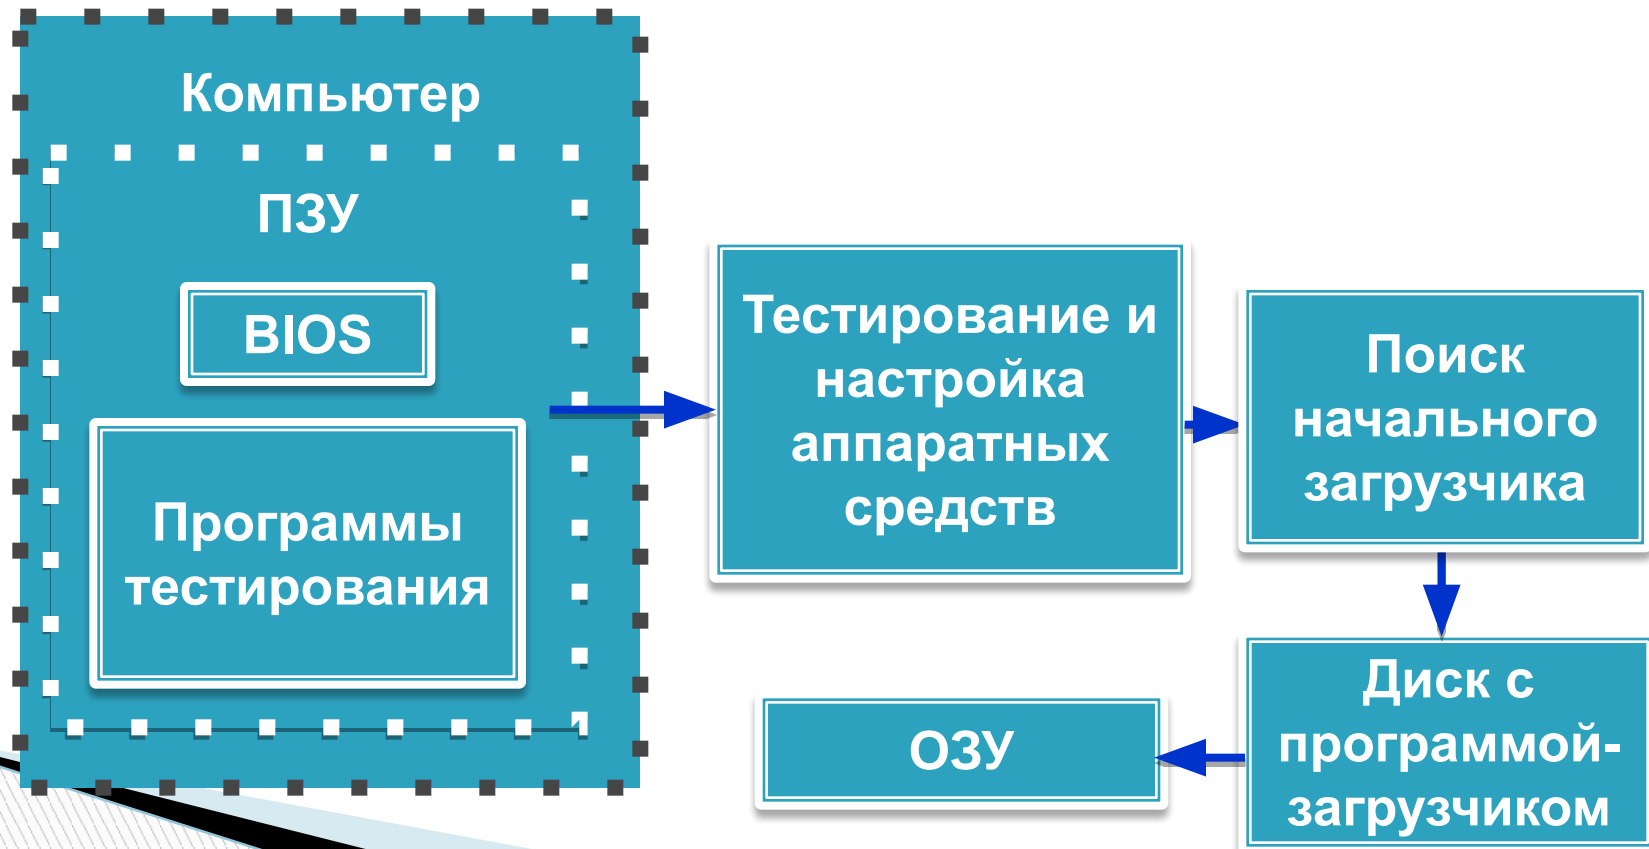 Компьютер
ПЗУ
BIOS
Программы
тестирования
Тестирование и
настройка
аппаратных
средств
Поиск
начального
загрузчика
Диск с
программой-
загрузчиком
ОЗУ